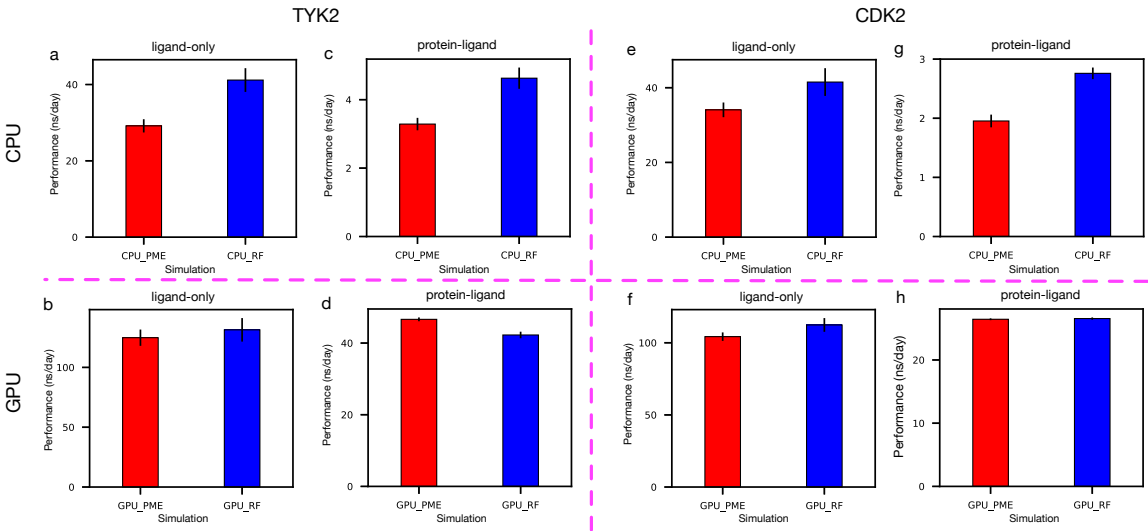 TYK2
CDK2
CPU
a
ligand-only
Performance (ns/day)
40
20
0
CPU_PME
CPU_RF
Simulation
c
protein-ligand
Performance (ns/day)
4
2
0
CPU_PME
CPU_RF
Simulation
e
ligand-only
Performance (ns/day)
40
20
0
CPU_PME
CPU_RF
Simulation
g
protein-ligand
Performance (ns/day)
3
2
1
0
CPU_PME
CPU_RF
Simulation
GPU
b
ligand-only
Performance (ns/day)
100
50
0
GPU_PME
GPU_RF
Simulation
d
protein-ligand
Performance (ns/day)
40
20
0
GPU_PME
GPU_RF
Simulation
f
ligand-only
Performance (ns/day)
100
50
0
GPU_PME
GPU_RF
Simulation
h
protein-ligand
Performance (ns/day)
20
10
0
GPU_PME
GPU_RF
Simulation